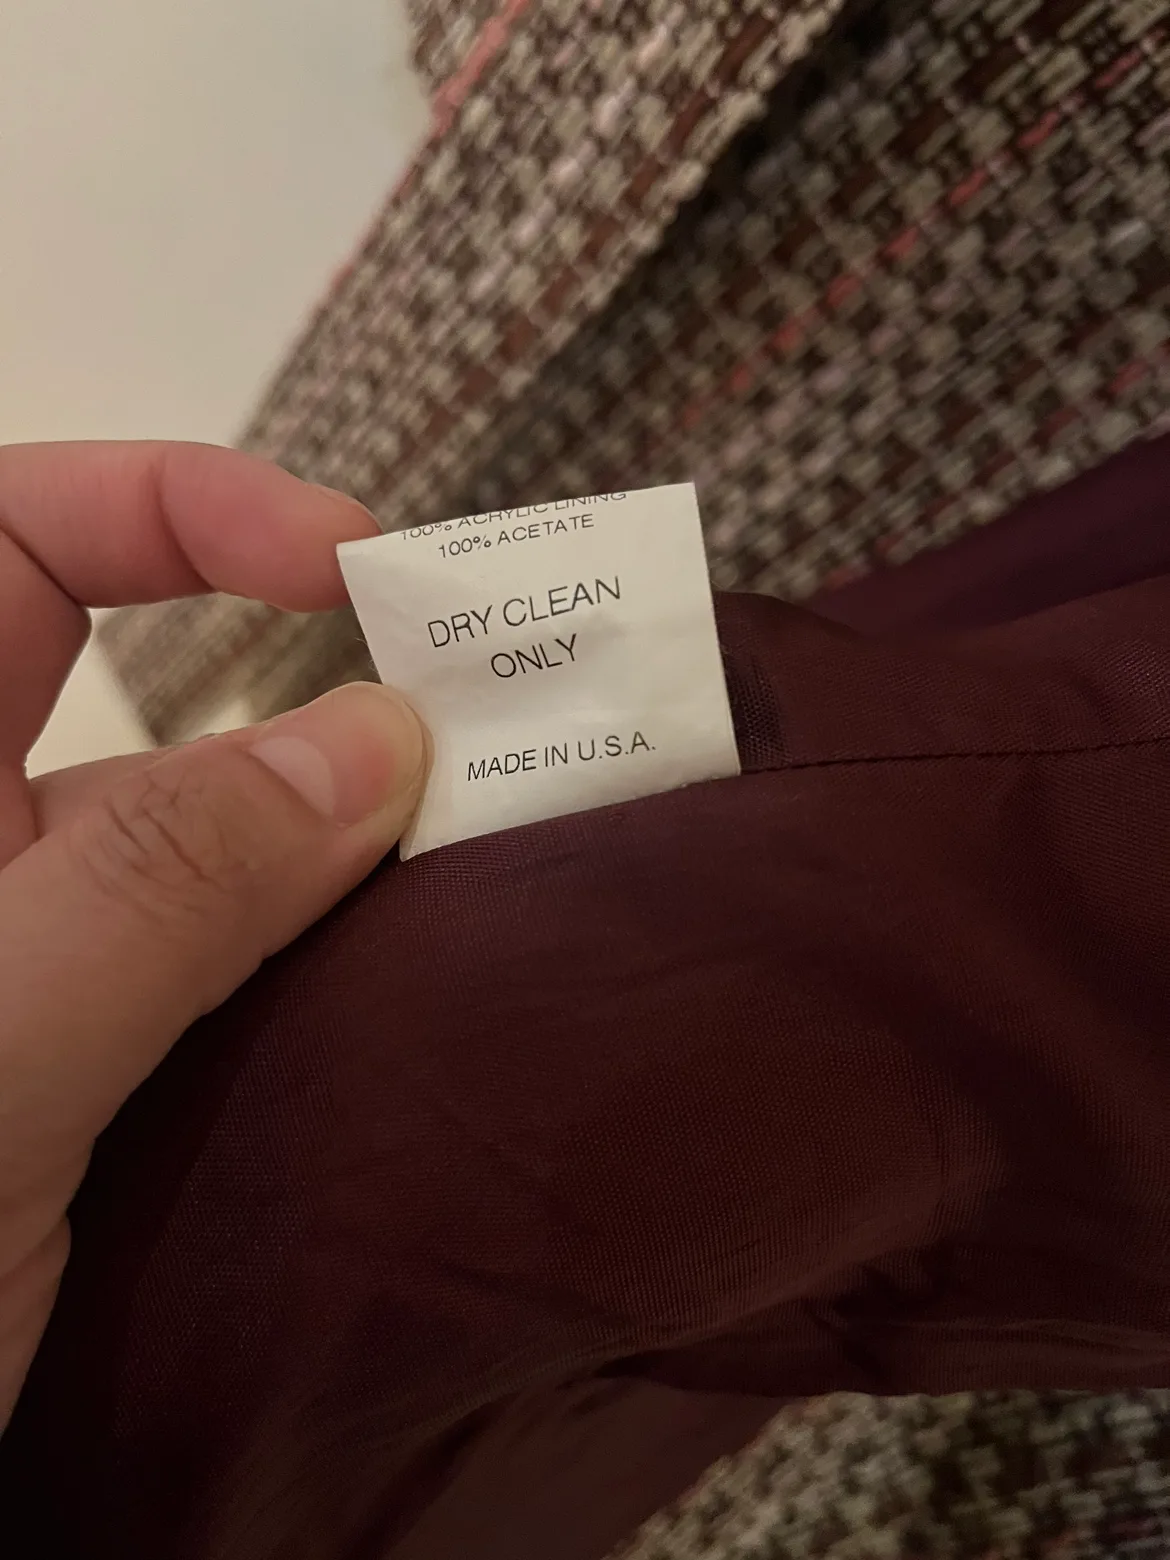 100% ACRYLIC LINING
100% ACETATE
DRY CLEAN
ONLY
MADE IN U.S.A.